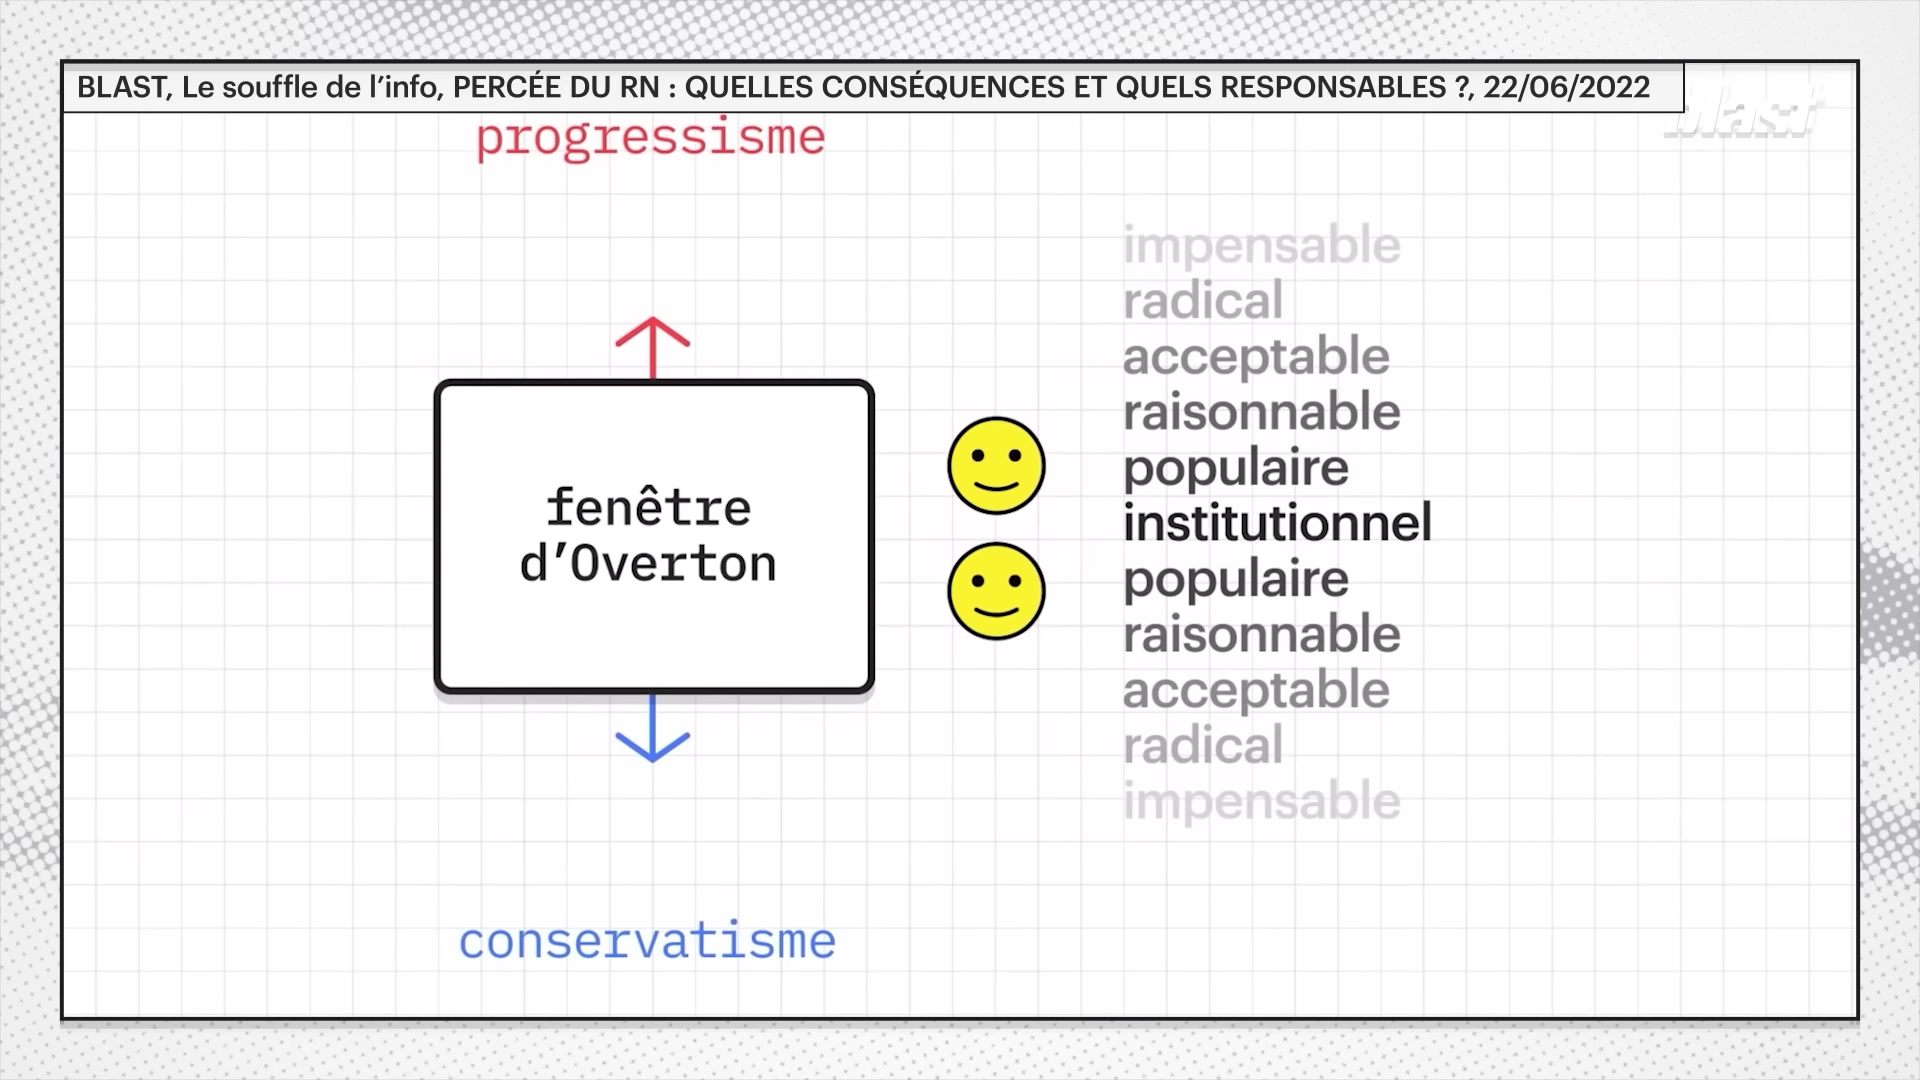 BLAST, Le souffle de l’info, PERCÉE DU RN : QUELLES CONSÉQUENCES ET QUELS RESPONSABLES ?, 22/06/2022
blast
progressisme
impensable
radical
acceptable
raisonnable
populaire
institutionnel
populaire
raisonnable
acceptable
radical
impensable
fenêtre
d’Overton
conservatisme